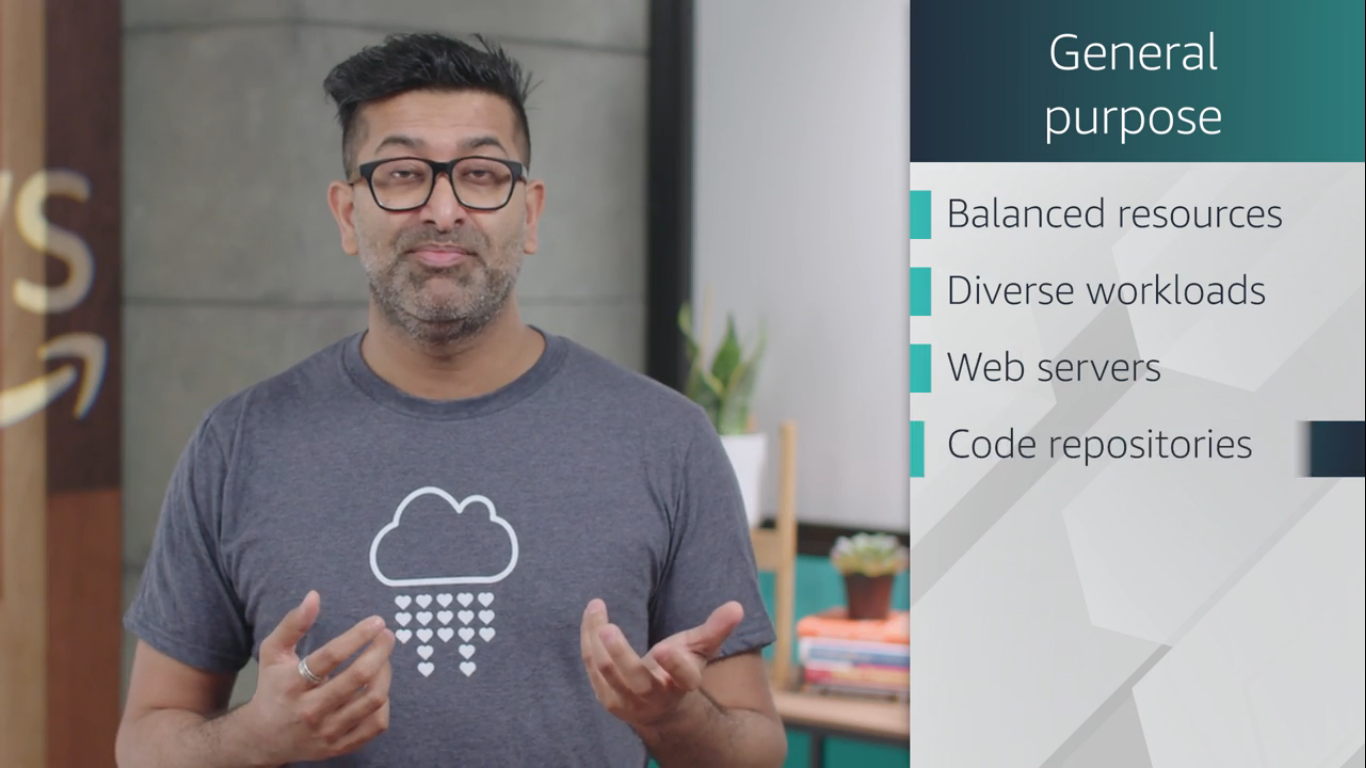 General
purpose
Balanced resources
Diverse workloads
Web servers
Code repositories